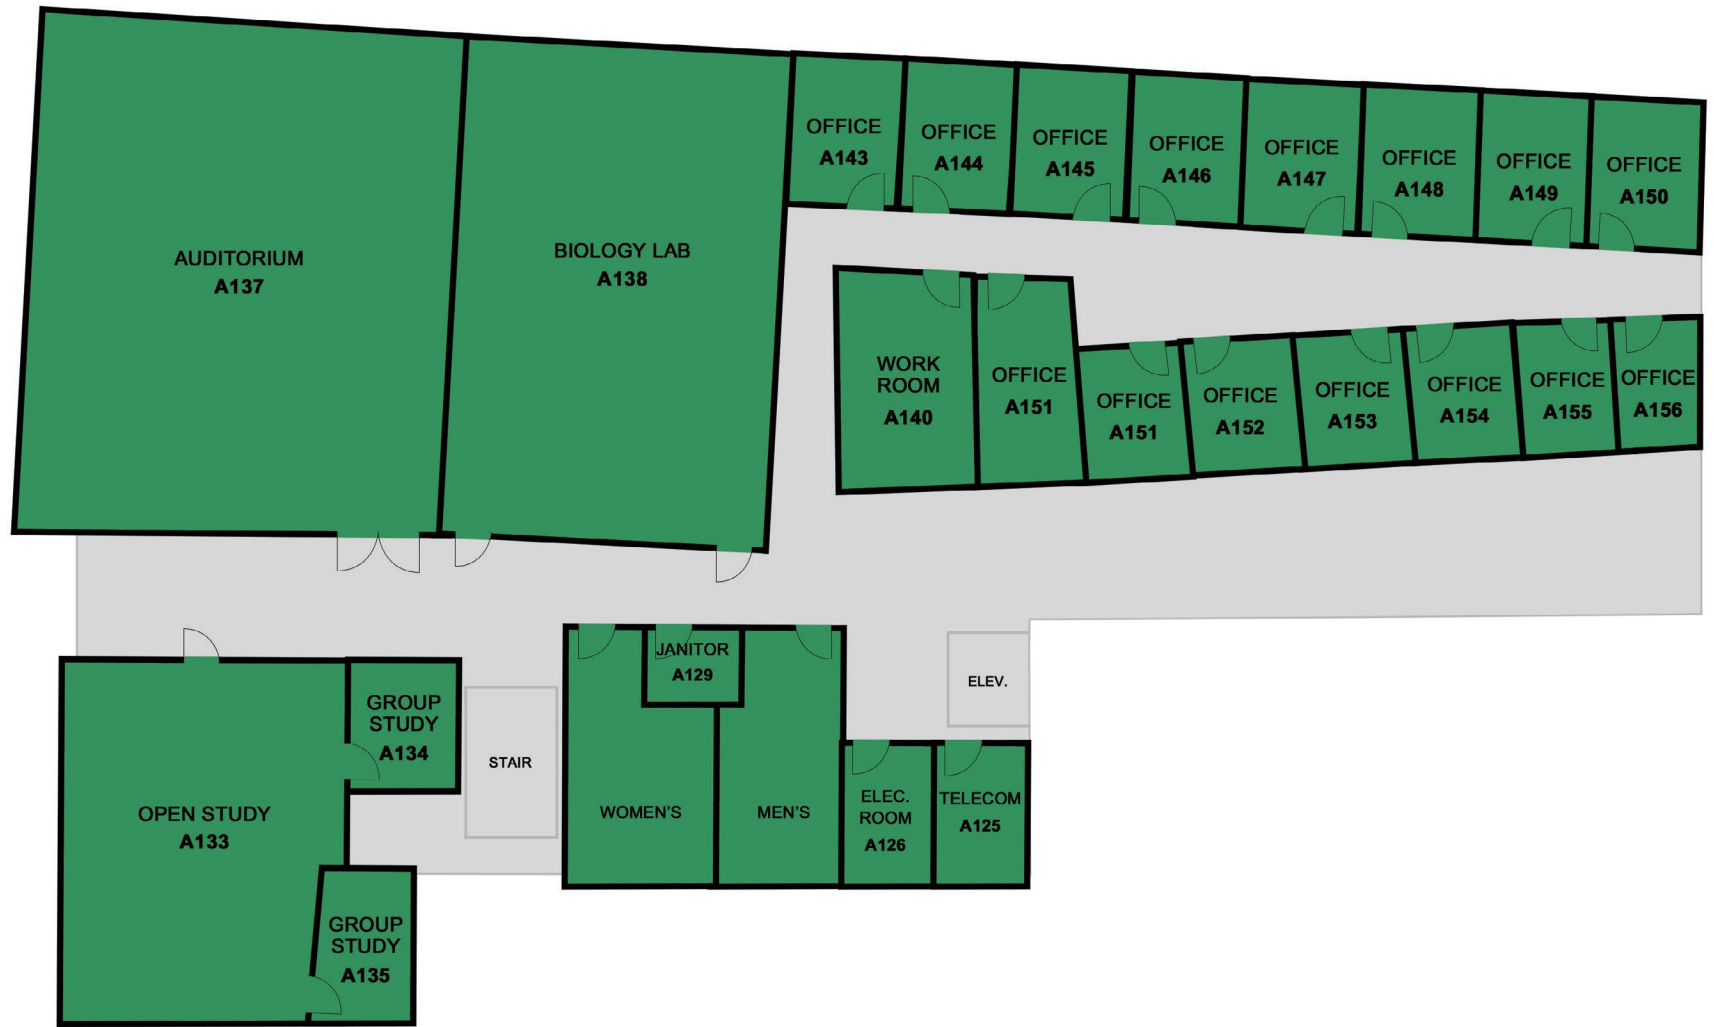 AUDITORIUM
A137
BIOLOGY LAB
A138
OFFICE
A143
OFFICE
A144
OFFICE
A145
OFFICE
A146
OFFICE
A147
OFFICE
A148
OFFICE
A149
OFFICE
A150
WORK
ROOM
A140
OFFICE
A151
OFFICE
A151
OFFICE
A152
OFFICE
A153
OFFICE
A154
OFFICE
A155
OFFICE
A156
OPEN STUDY
A133
GROUP
STUDY
A134
GROUP
STUDY
A135
STAIR
WOMEN'S
JANITOR
A129
MEN'S
ELEC.
ROOM
A126
TELECOM
A125
ELEV.